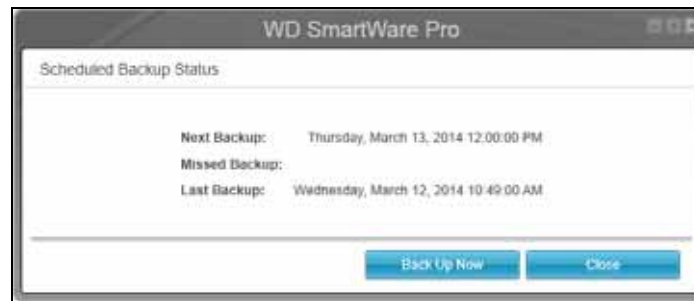 WD SmartWare Pro
Scheduled Backup Status
Next Backup: Thursday, March 13, 2014 12:00:00 PM
Missed Backup:
Last Backup: Wednesday, March 12, 2014 10:49:00 AM
Back Up Now Close